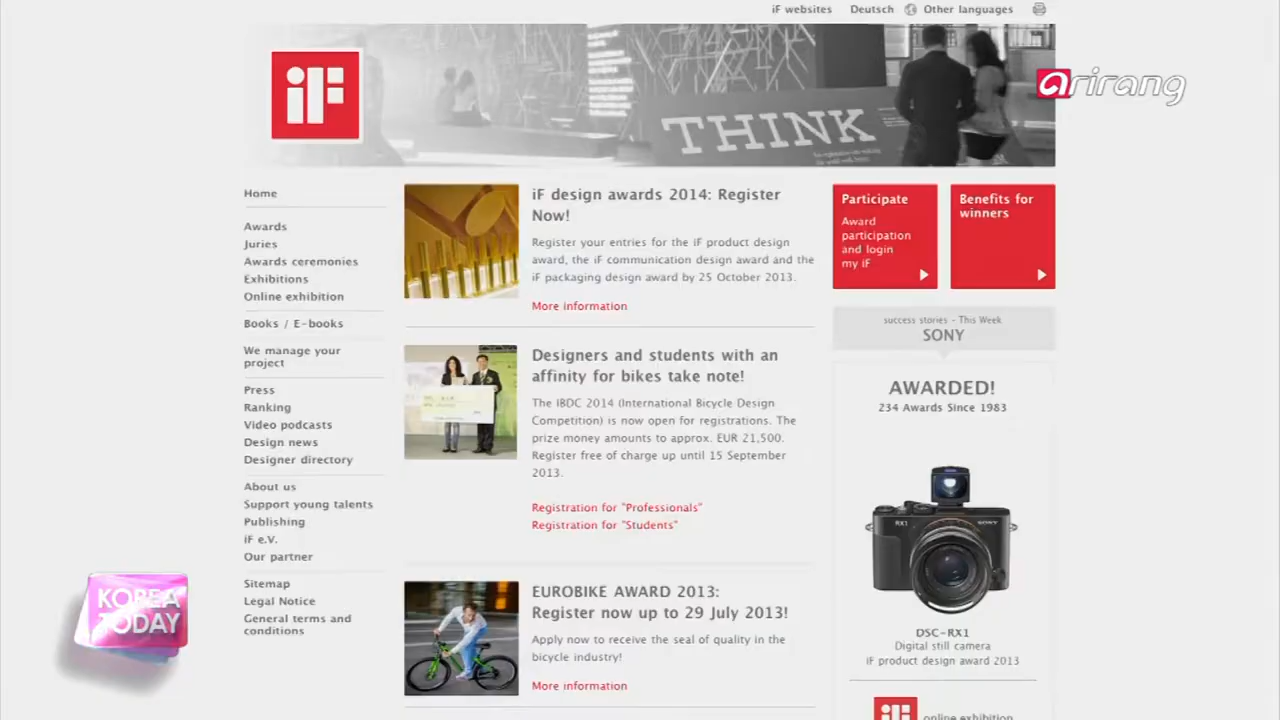 iF websites Deutsch Other languages
iF
THINK
arirang
Home
Awards
Juries
Awards ceremonies
Exhibitions
Online exhibition
Books / E-books
We manage your
project
Press
Ranking
Video podcasts
Design news
Designer directory
About us
Support young talents
Publishing
iF e.V.
Our partner
Sitemap
Legal Notice
General terms and
conditions
iF design awards 2014: Register
Now!
Register your entries for the iF product design
award, the iF communication design award and the
iF packaging design award by 25 October 2013.
More information
Designers and students with an
affinity for bikes take note!
The IBDC 2014 (International Bicycle Design
Competition) is now open for registrations. The
prize money amounts to approx. EUR 21,500.
Register free of charge up until 15 September
2013.
Registration for "Professionals"
Registration for "Students"
EUROBIKE AWARD 2013:
Register now up to 29 July 2013!
Apply now to receive the seal of quality in the
bicycle industry!
More information
Participate
Award
participation
and login
my iF
Benefits for
winners
success stories - This Week
SONY
AWARDED!
234 Awards Since 1983
RX1 SONY
DSC-RX1
Digital still camera
iF product design award 2013
iF online exhibition
KOREA
TODAY